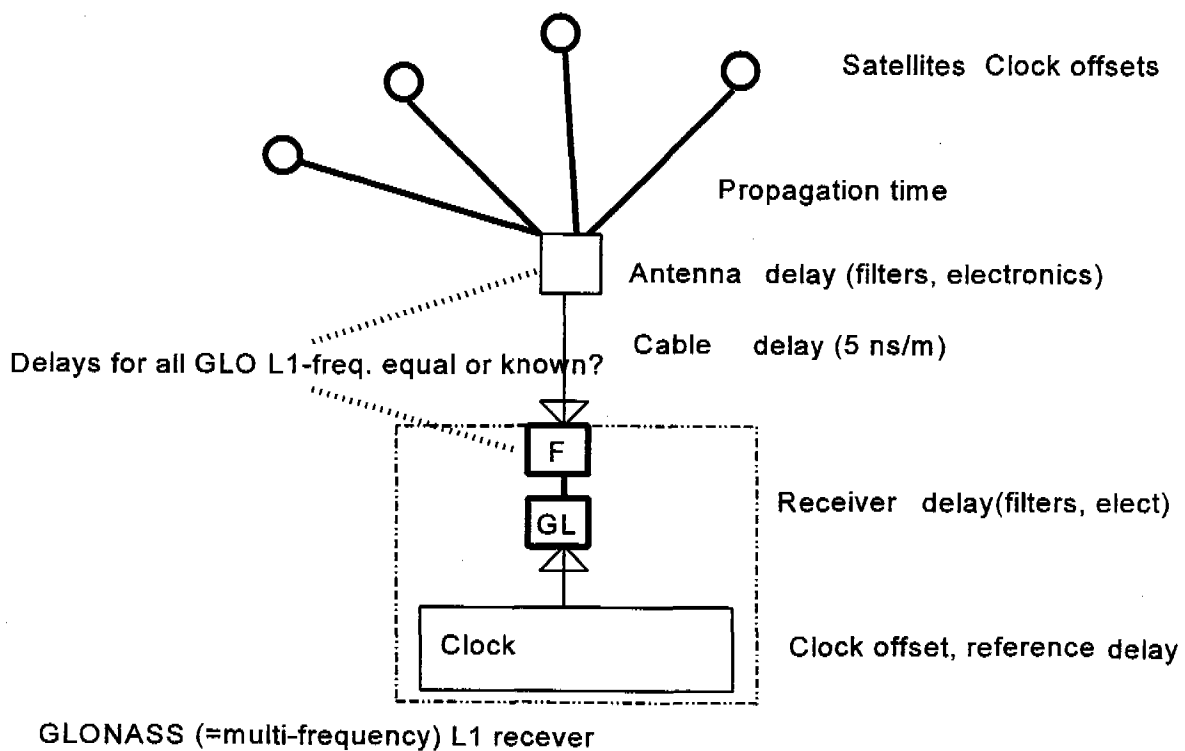 Satellites Clock offsets
Propagation time
Antenna delay (filters, electronics)
Cable delay (5 ns/m)
Delays for all GLO L1-freq. equal or known?
F
Receiver delay(filters, elect)
GL
Clock
Clock offset, reference delay
GLONASS (=multi-frequency) L1 recever